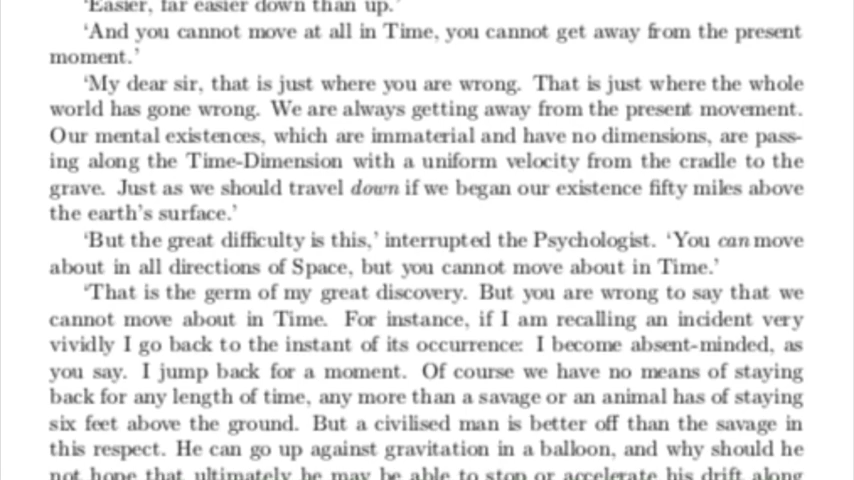 ‘Easier, far easier down than up.’
‘And you cannot move at all in Time, you cannot get away from the present
moment.’
‘My dear sir, that is just where you are wrong. That is just where the whole
world has gone wrong. We are always getting away from the present movement.
Our mental existences, which are immaterial and have no dimensions, are pass-
ing along the Time-Dimension with a uniform velocity from the cradle to the
grave. Just as we should travel down if we began our existence fifty miles above
the earth’s surface.’
‘But the great difficulty is this,’ interrupted the Psychologist. ‘You can move
about in all directions of Space, but you cannot move about in Time.’
‘That is the germ of my great discovery. But you are wrong to say that we
cannot move about in Time. For instance, if I am recalling an incident very
vividly I go back to the instant of its occurrence: I become absent-minded, as
you say. I jump back for a moment. Of course we have no means of staying
back for any length of time, any more than a savage or an animal has of staying
six feet above the ground. But a civilised man is better off than the savage in
this respect. He can go up against gravitation in a balloon, and why should he
not hope that ultimately he may be able to stop or accelerate his drift along